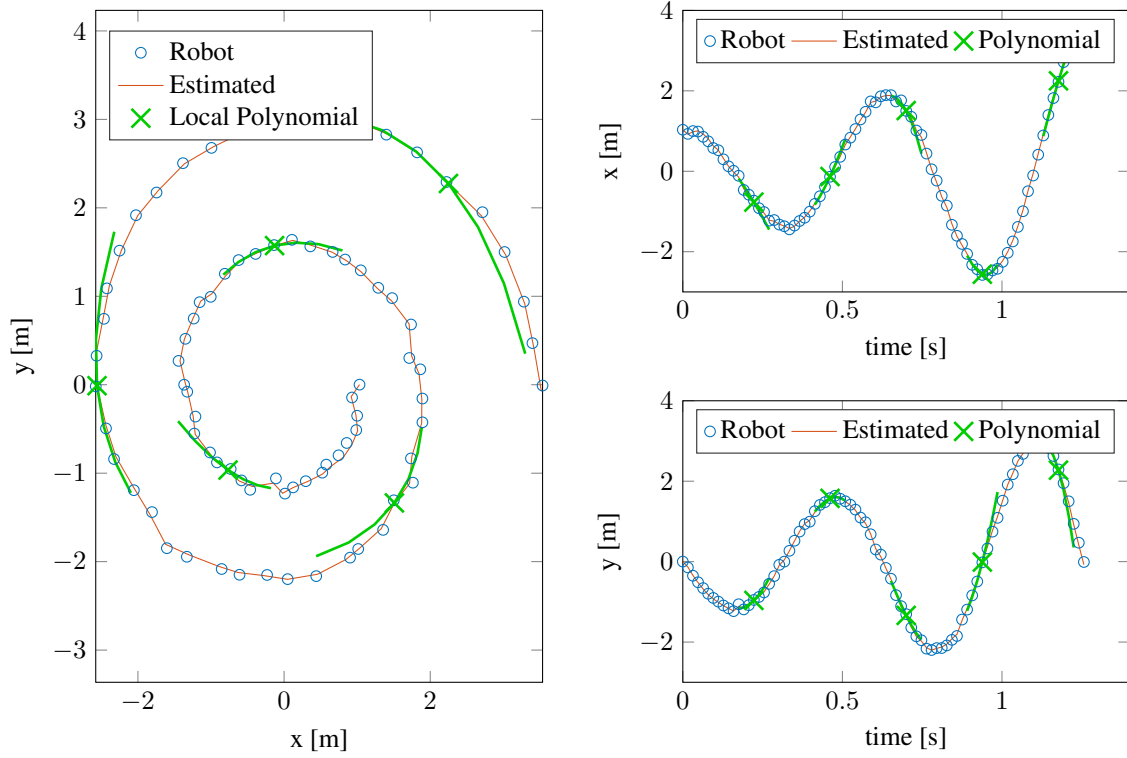 Robot
Estimated
Local Polynomial
4
3
2
1
0
−1
−2
−3
y [m]
−2 0 2
x [m]
Robot Estimated Polynomial
4
2
0
−2
x [m]
0 0.5 1
time [s]
Robot Estimated Polynomial
4
2
0
−2
y [m]
0 0.5 1
time [s]